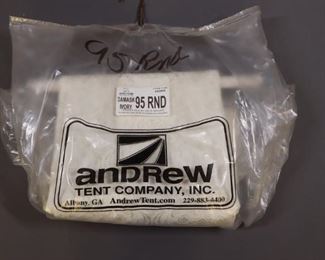 95 Rnd
DAMASK
IVORY
95 RND
anDRew
TENT COMPANY, INC.
Albany, GA AndrewTent.com 229-883-4400